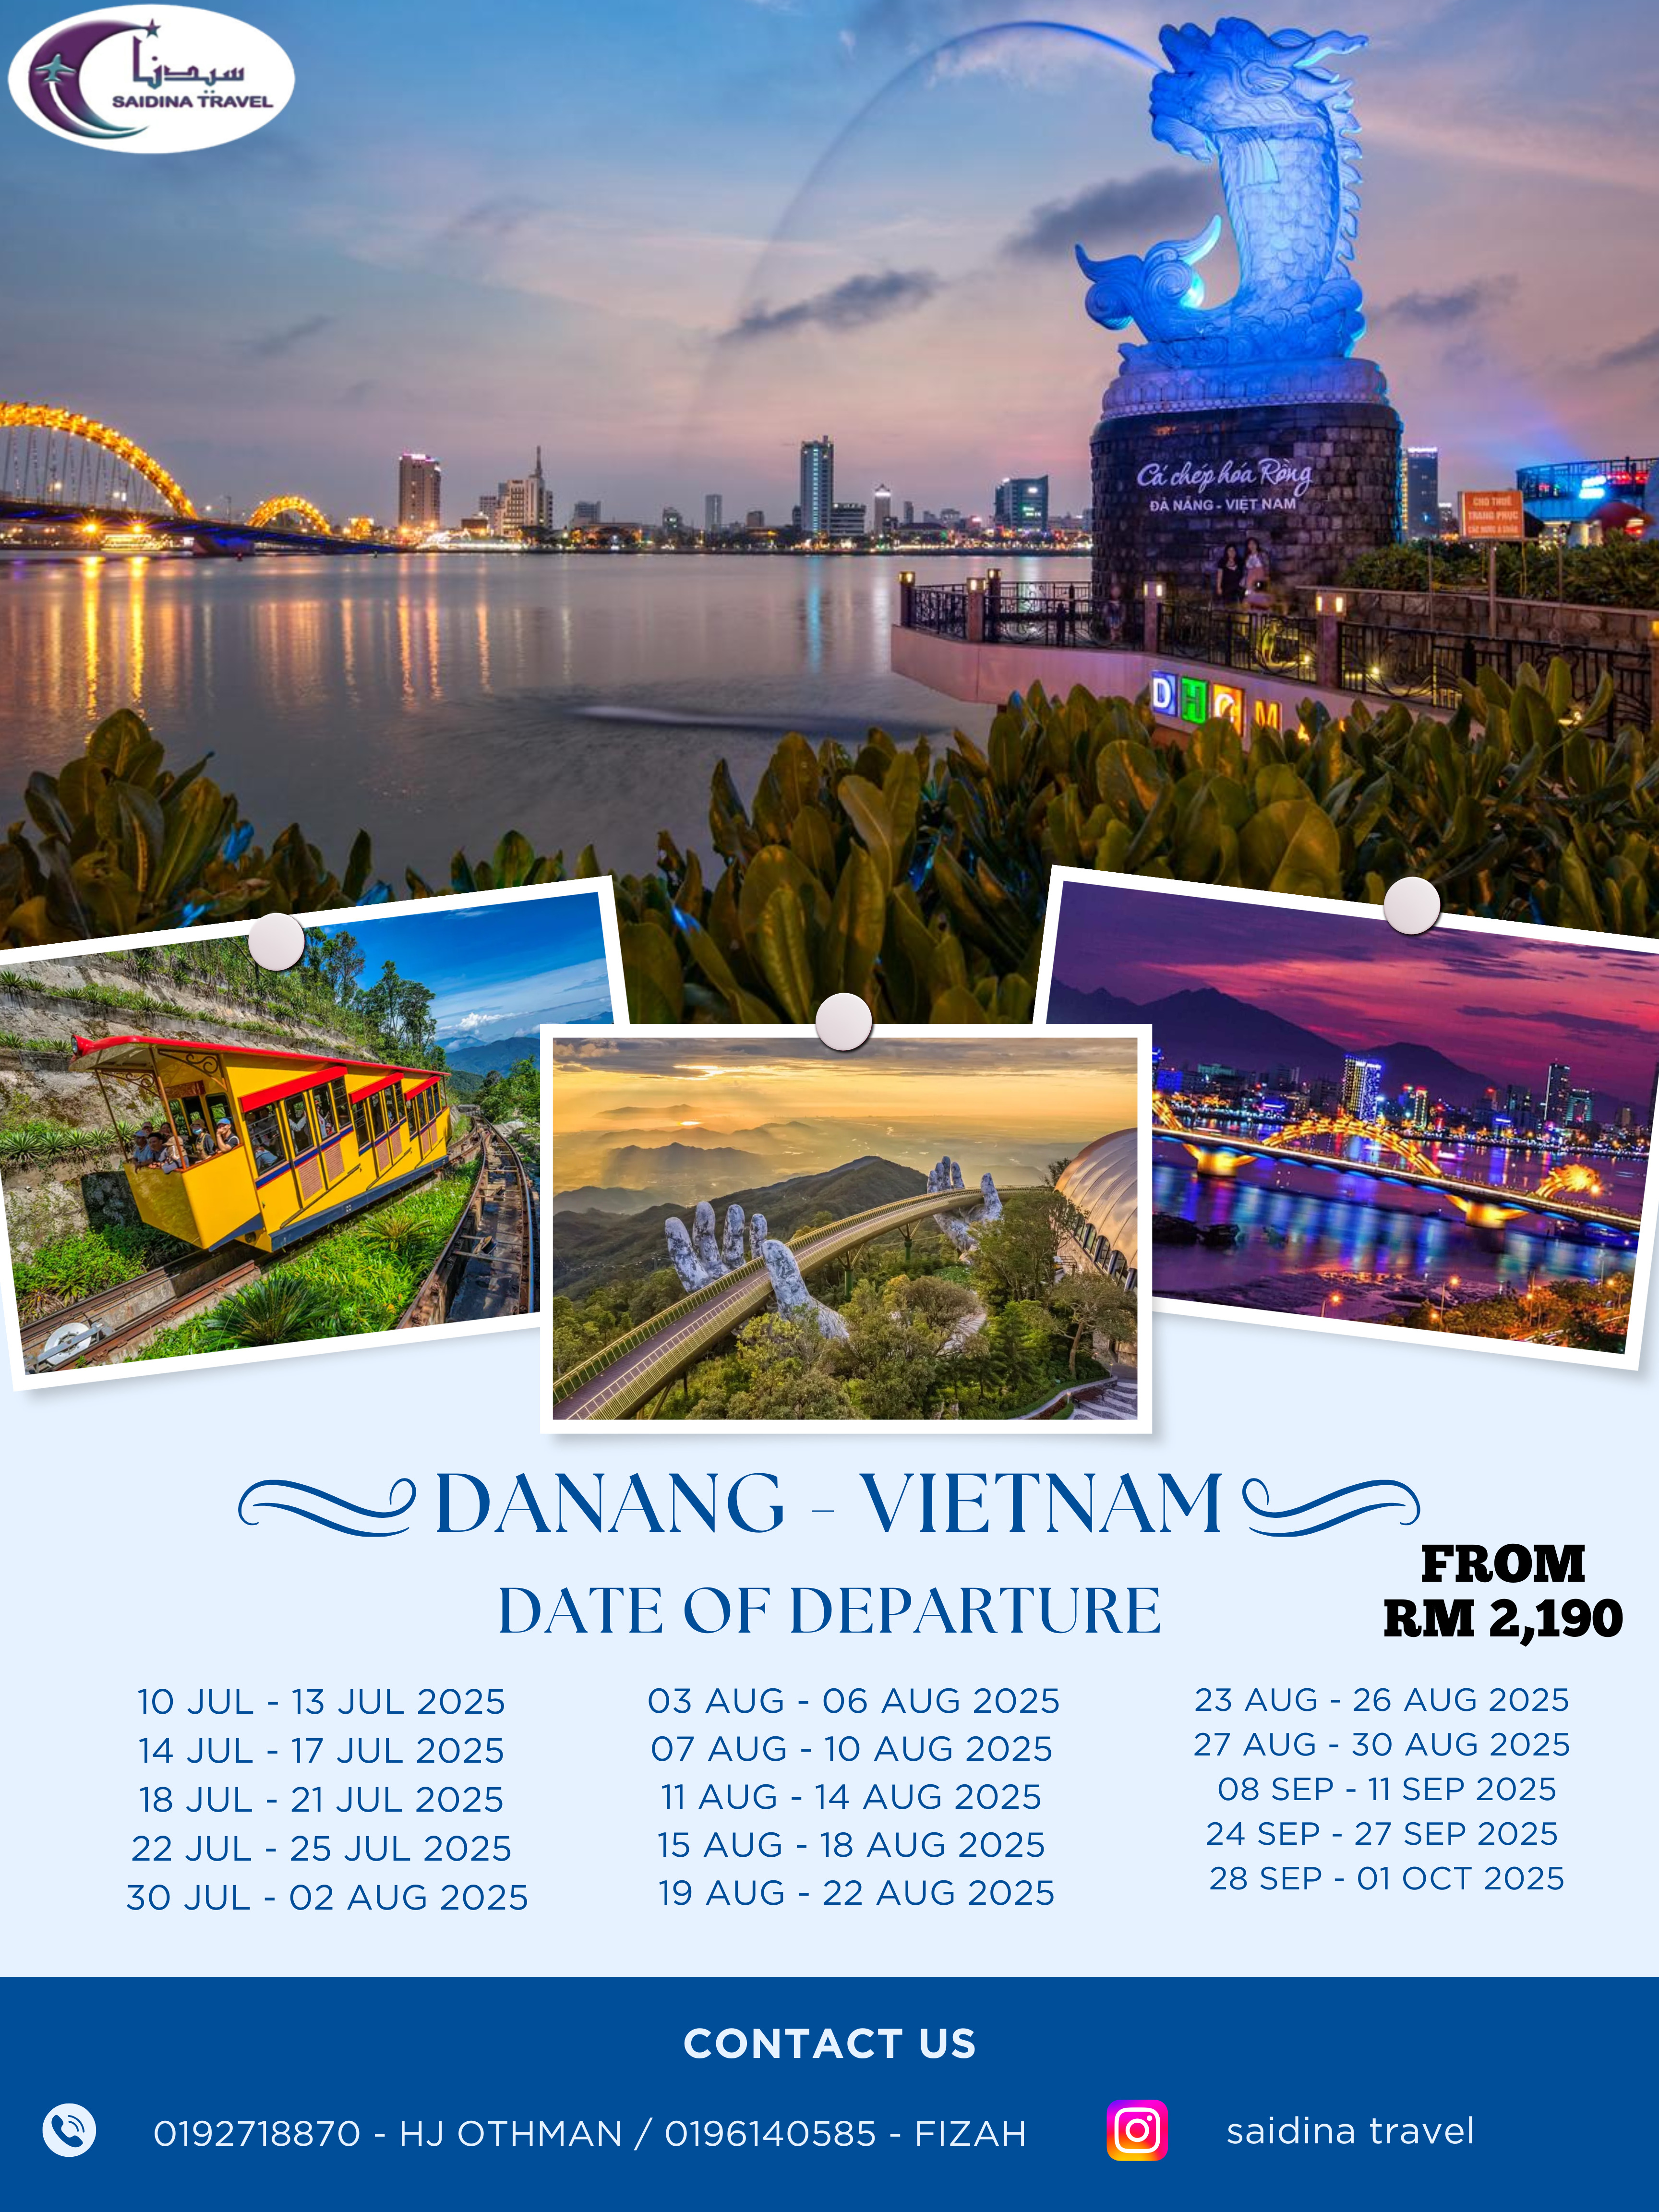 سيدنا
SAIDINA TRAVEL
Cá chép hóa Rồng
ĐÀ NẴNG - VIỆT NAM
CHO THUÊ
TRANG PHỤC
DHC M
DANANG - VIETNAM
FROM
RM 2,190
DATE OF DEPARTURE
10 JUL - 13 JUL 2025
14 JUL - 17 JUL 2025
18 JUL - 21 JUL 2025
22 JUL - 25 JUL 2025
30 JUL - 02 AUG 2025
03 AUG - 06 AUG 2025
07 AUG - 10 AUG 2025
11 AUG - 14 AUG 2025
15 AUG - 18 AUG 2025
19 AUG - 22 AUG 2025
23 AUG - 26 AUG 2025
27 AUG - 30 AUG 2025
08 SEP - 11 SEP 2025
24 SEP - 27 SEP 2025
28 SEP - 01 OCT 2025
CONTACT US
0192718870 - HJ OTHMAN / 0196140585 - FIZAH
saidina travel